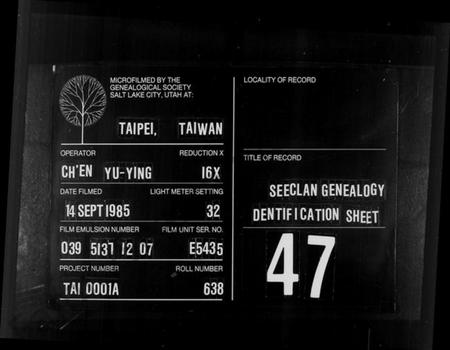 MICROFILMED BY THE
GENEALOGICAL SOCIETY
SALT LAKE CITY, UTAH AT:
TAIPEI, TAIWAN
OPERATOR REDUCTION X
CH'EN YU-YING 16X
DATE FILMED LIGHT METER SETTING
14 SEPT 1985 32
FILM EMULSION NUMBER FILM UNIT SER. NO.
039 5131 12 07 E5435
PROJECT NUMBER ROLL NUMBER
TAI 0001A 638
LOCALITY OF RECORD
TITLE OF RECORD
SEECLAN GENEALOGY
DENTIFICATION SHEET
47